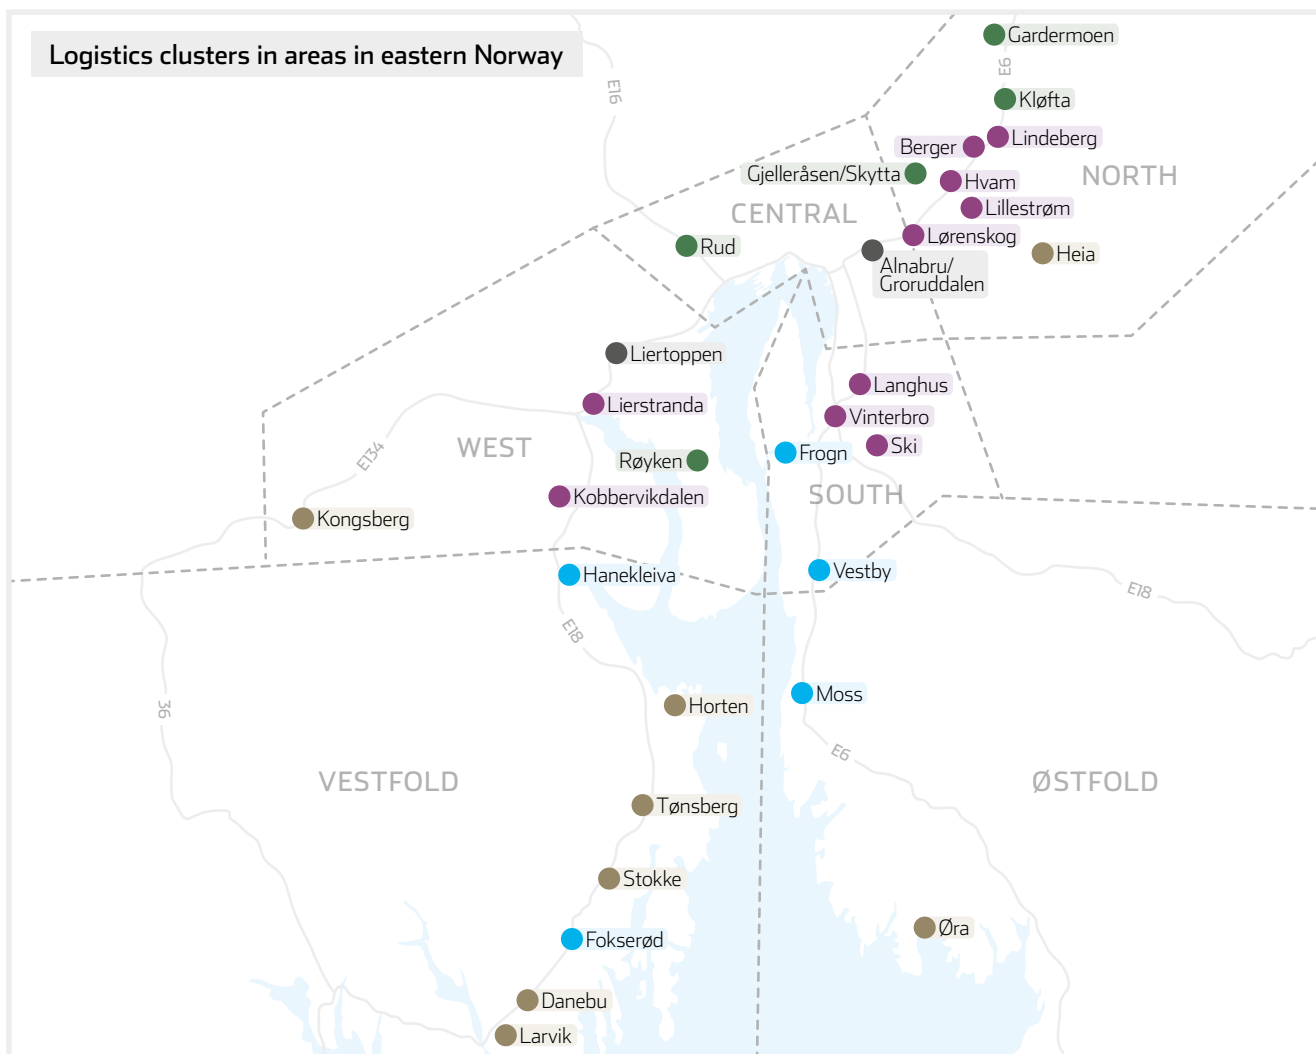 Logistics clusters in areas in eastern Norway
Gardermoen
E6
E16
Kløfta
Lindeberg
Berger
Gjelleråsen/Skytta
Hvam
NORTH
Lillestrøm
CENTRAL
Lørenskog
Rud
Heia
Alnabru/
Groruddalen
Liertoppen
Langhus
Lierstranda
Vinterbro
WEST
Ski
Frogn
E134
Røyken
SOUTH
Kobbervikdalen
Kongsberg
Hanekleiva
Vestby
E18
E18
Moss
Horten
36
E6
VESTFOLD
ØSTFOLD
Tønsberg
Stokke
Øra
Fokserød
Danebu
Larvik